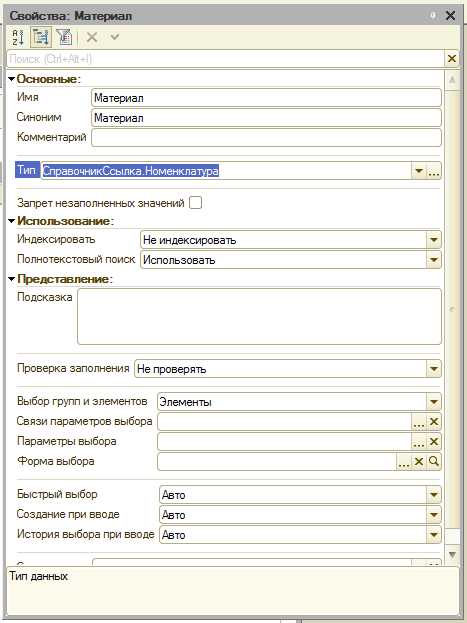 Свойства: Материал
Поиск (Ctrl+Alt+I)
Основные:
Имя Материал
Синоним Материал
Комментарий
Тип СправочникСсылка.Номенклатура
Запрет незаполненных значений
Использование:
Индексировать Не индексировать
Полнотекстовый поиск Использовать
Представление:
Подсказка
Проверка заполнения Не проверять
Выбор групп и элементов Элементы
Связи параметров выбора
Параметры выбора
Форма выбора
Быстрый выбор Авто
Создание при вводе Авто
История выбора при вводе Авто
Тип данных